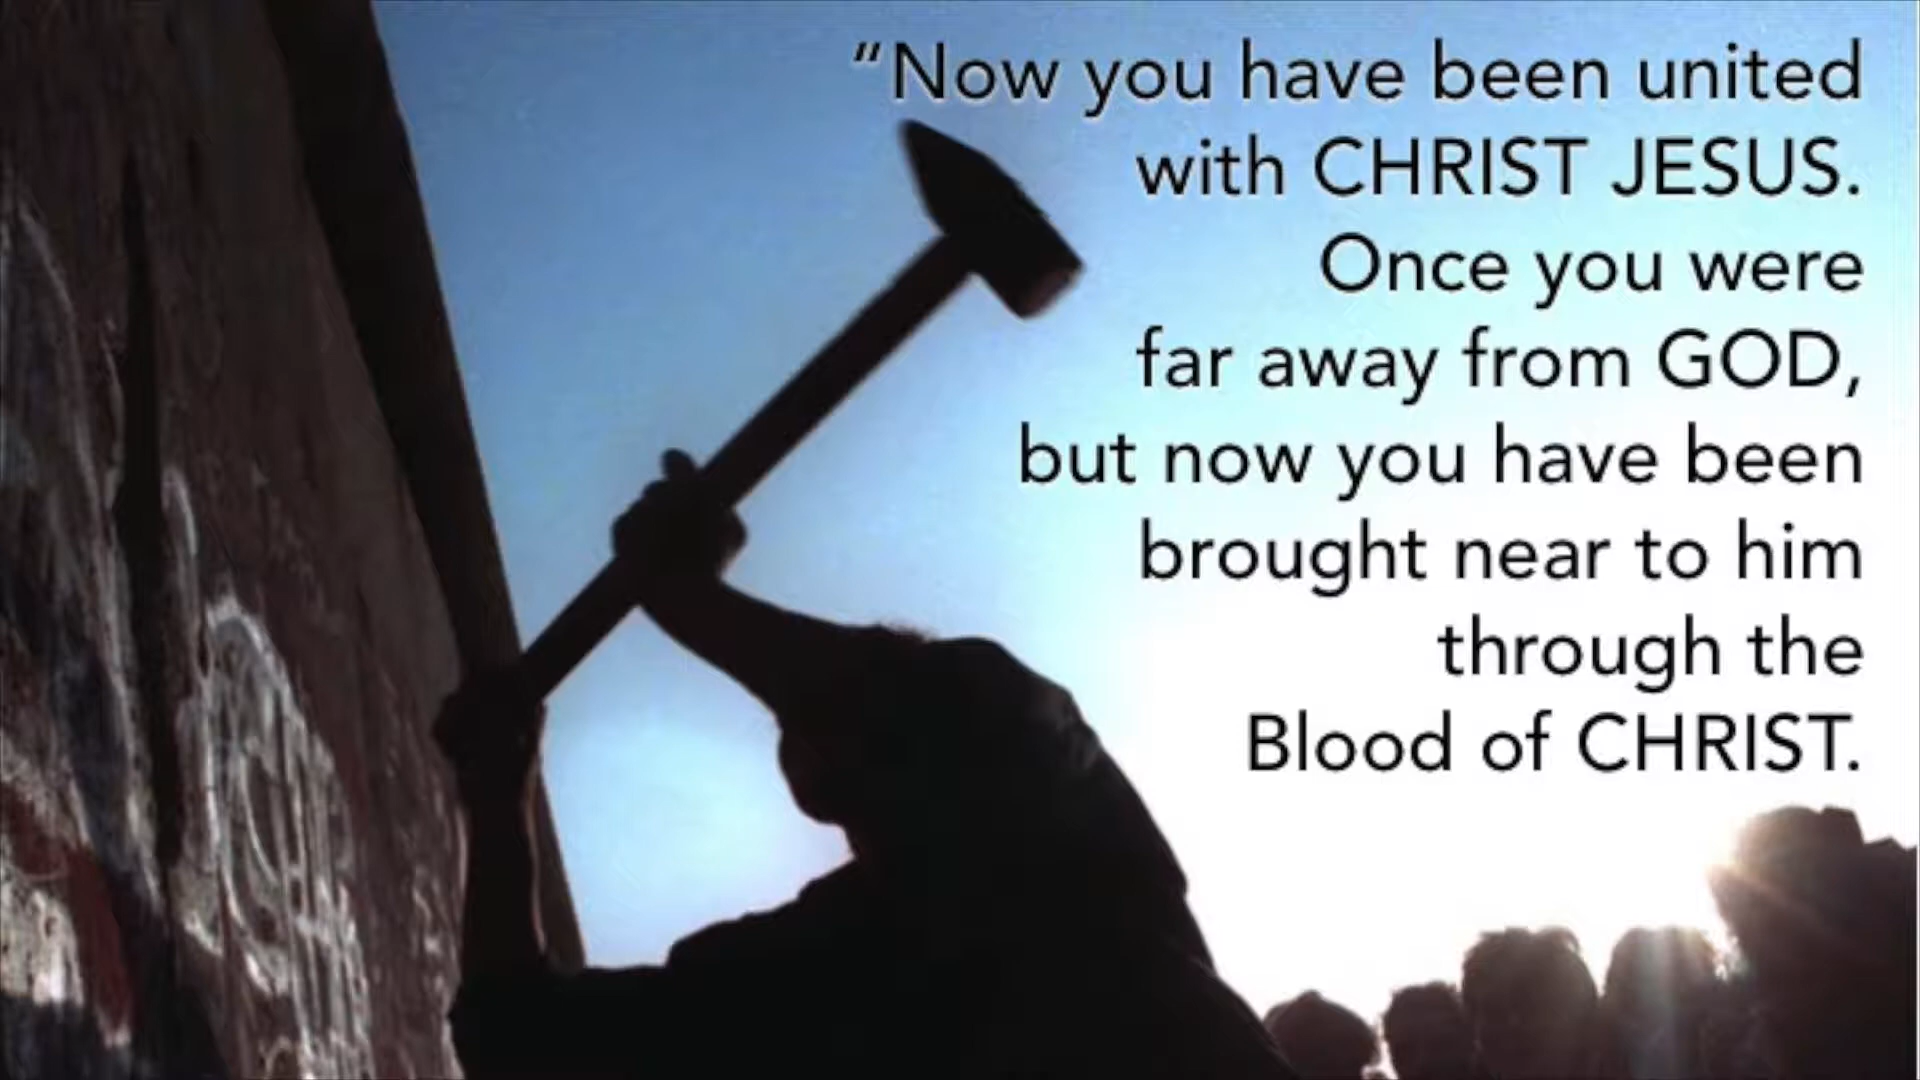 “Now you have been united
with CHRIST JESUS.
Once you were
far away from GOD,
but now you have been
brought near to him
through the
Blood of CHRIST.